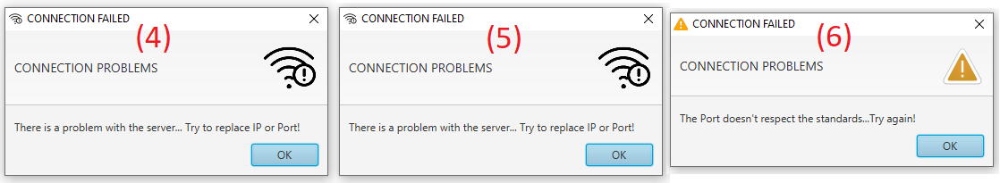 CONNECTION FAILED
(4)
CONNECTION PROBLEMS
There is a problem with the server... Try to replace IP or Port!
OK
CONNECTION FAILED
(5)
CONNECTION PROBLEMS
There is a problem with the server... Try to replace IP or Port!
OK
CONNECTION FAILED
(6)
CONNECTION PROBLEMS
The Port doesn't respect the standards...Try again!
OK